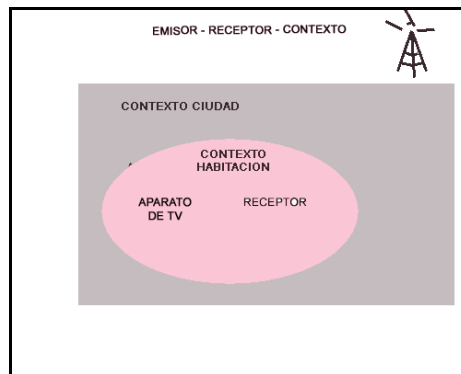 EMISOR - RECEPTOR - CONTEXTO
CONTEXTO CIUDAD
CONTEXTO
HABITACION
APARATO
DE TV
RECEPTOR